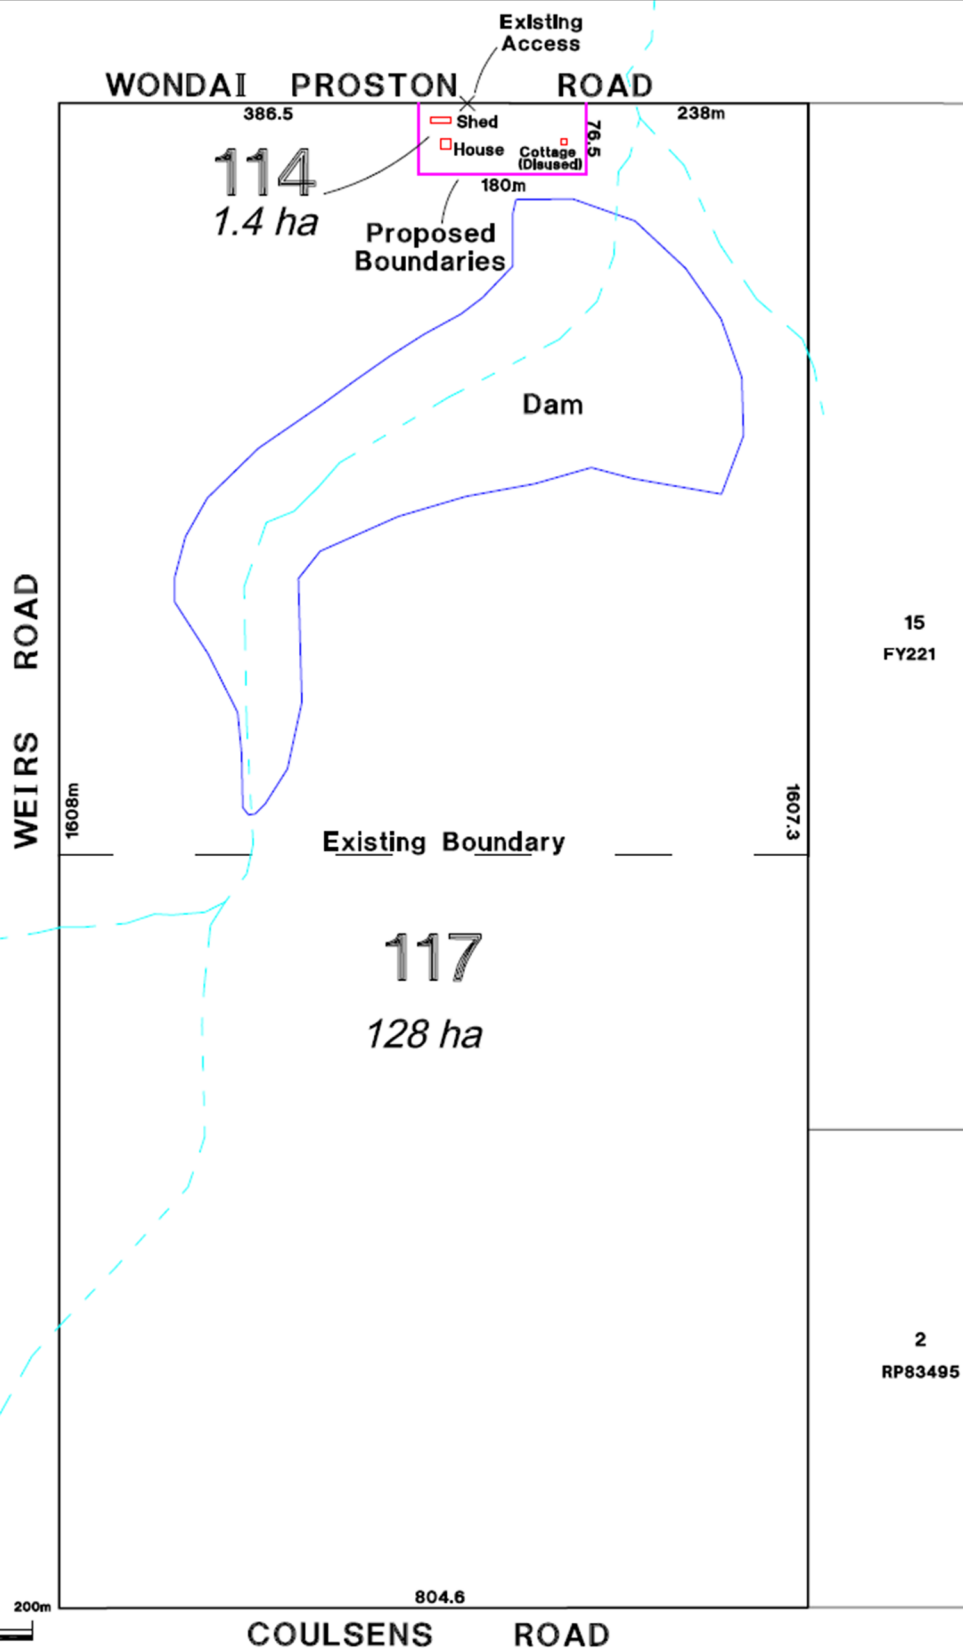 Existing
Access
WONDAI PROSTON ROAD
386.5
238m
Shed
House
Cottage
(Disused)
76.5
180m
114
1.4 ha
Proposed
Boundaries
Dam
WEIRS ROAD
15
FY221
1608m
1607.3
Existing Boundary
117
128 ha
2
RP83495
804.6
200m
COULSENS ROAD